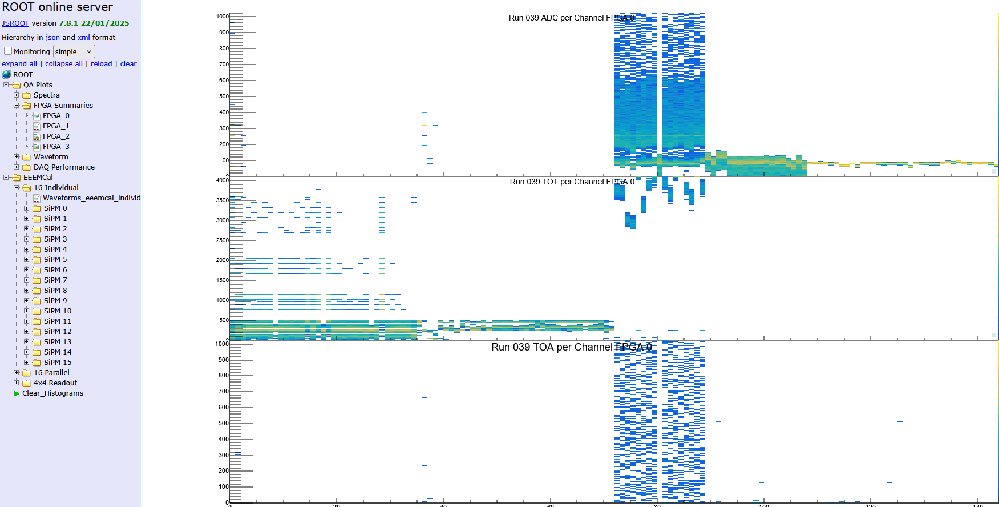 ROOT online server
JSROOT version 7.8.1 22/01/2025
Hierarchy in json and xml format
Monitoring simple
expand all | collapse all | reload | clear
ROOT
QA Plots
Spectra
FPGA Summaries
FPGA_0
FPGA_1
FPGA_2
FPGA_3
Waveform
DAQ Performance
EEEMCal
16 Individual
Waveforms_eeemcal_individ
SiPM 0
SiPM 1
SiPM 2
SiPM 3
SiPM 4
SiPM 5
SiPM 6
SiPM 7
SiPM 8
SiPM 9
SiPM 10
SiPM 11
SiPM 12
SiPM 13
SiPM 14
SiPM 15
16 Parallel
4x4 Readout
Clear_Histograms
Run 039 ADC per Channel FPGA 0
1000
900
800
700
600
500
400
300
200
100
0
Run 039 TOT per Channel FPGA 0
4000
3500
3000
2500
2000
1500
1000
500
0
Run 039 TOA per Channel FPGA 0
1000
900
800
700
600
500
400
300
200
100
0
0 20 40 60 80 100 120 140